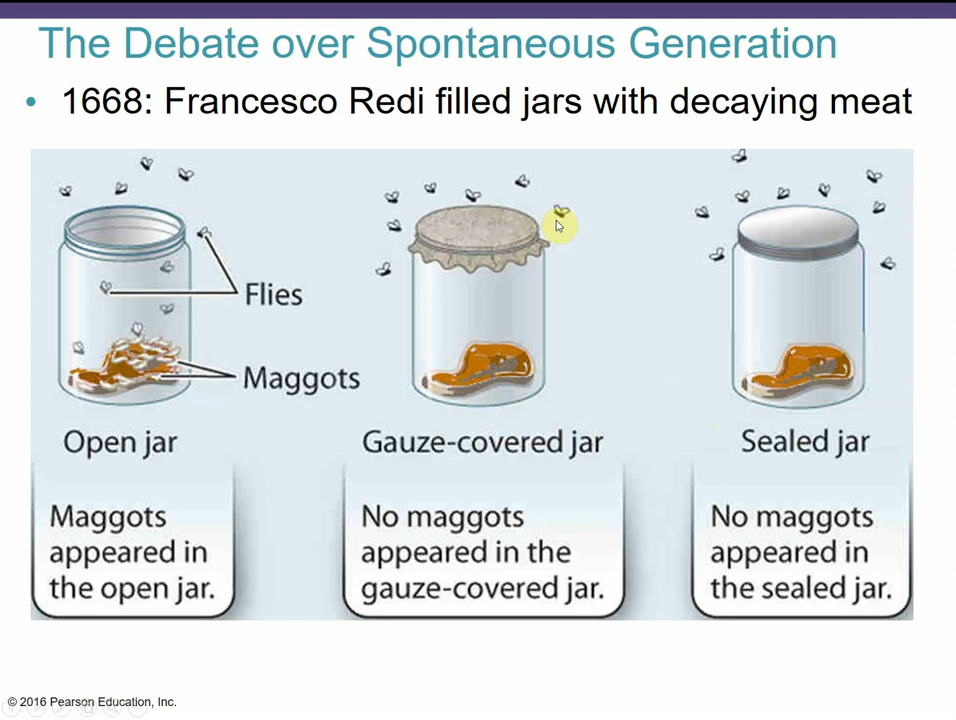 The Debate over Spontaneous Generation
• 1668: Francesco Redi filled jars with decaying meat
Flies
Maggots
Open jar
Gauze-covered jar
Sealed jar
Maggots
appeared in
the open jar.
No maggots
appeared in the
gauze-covered jar.
No maggots
appeared in
the sealed jar.
© 2016 Pearson Education, Inc.